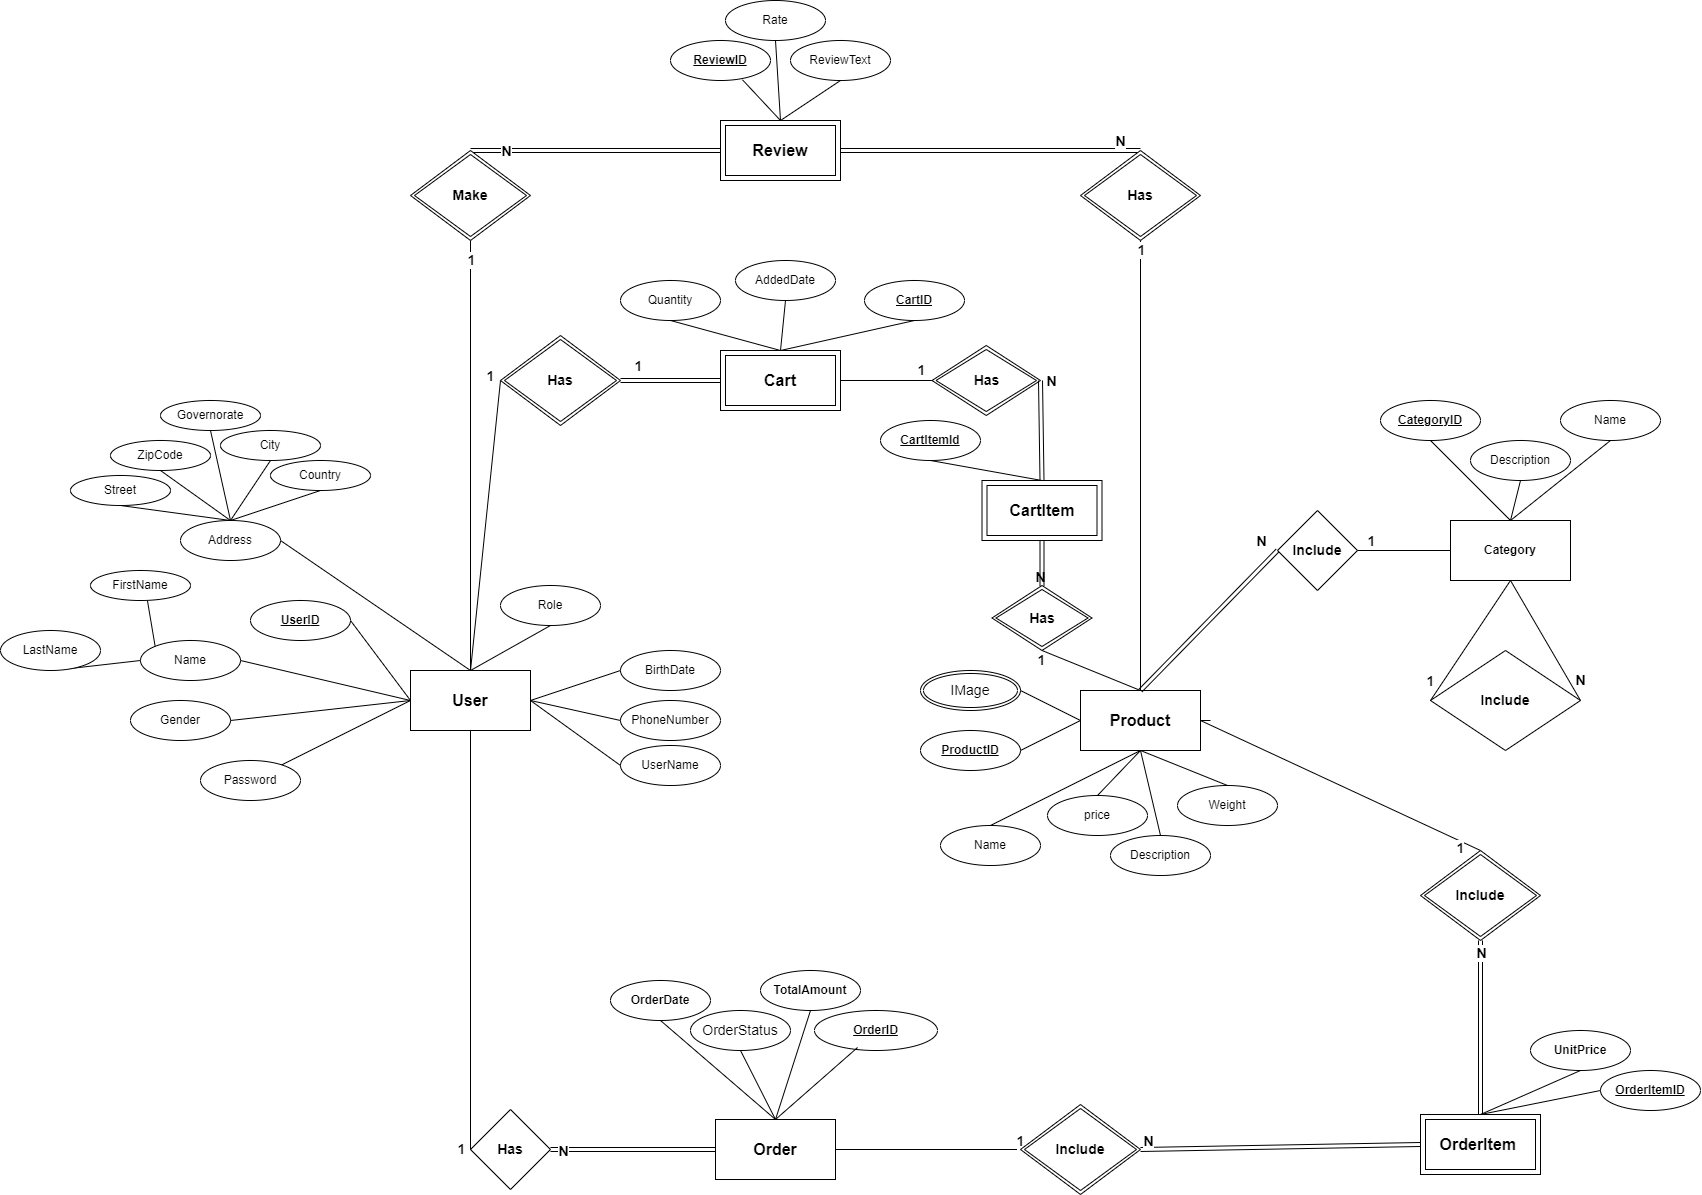 Rate
ReviewID
ReviewText
Review
N
N
Make
Has
1
1
Quantity
AddedDate
CartID
Has
1
1
Cart
1
Has
N
CartItemId
CartItem
N
Has
1
Governorate
ZipCode
City
Street
Country
Address
FirstName
LastName
Name
UserID
Role
Gender
Password
User
BirthDate
PhoneNumber
UserName
CategoryID
Name
Description
N
Include
1
Category
1
N
Include
IMage
ProductID
Product
Name
price
Description
Weight
1
Include
N
OrderDate
TotalAmount
OrderStatus
OrderID
UnitPrice
OrderItemID
1
Has
N
Order
1
Include
N
OrderItem